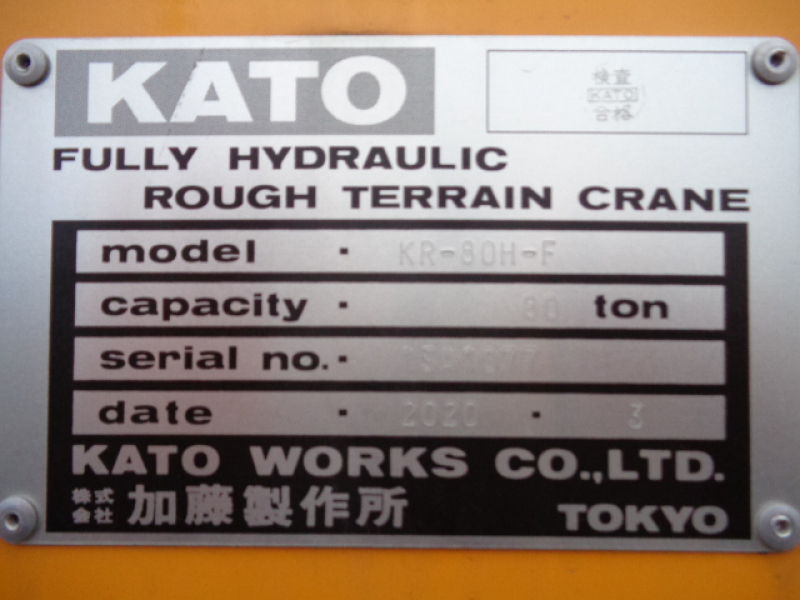 KATO
検査
KATO
合格
FULLY HYDRAULIC
ROUGH TERRAIN CRANE
model · KR-80H-F
capacity · 80 ton
serial no. ·
date · 2020 · 3
KATO WORKS CO.,LTD.
株式会社 加藤製作所 TOKYO